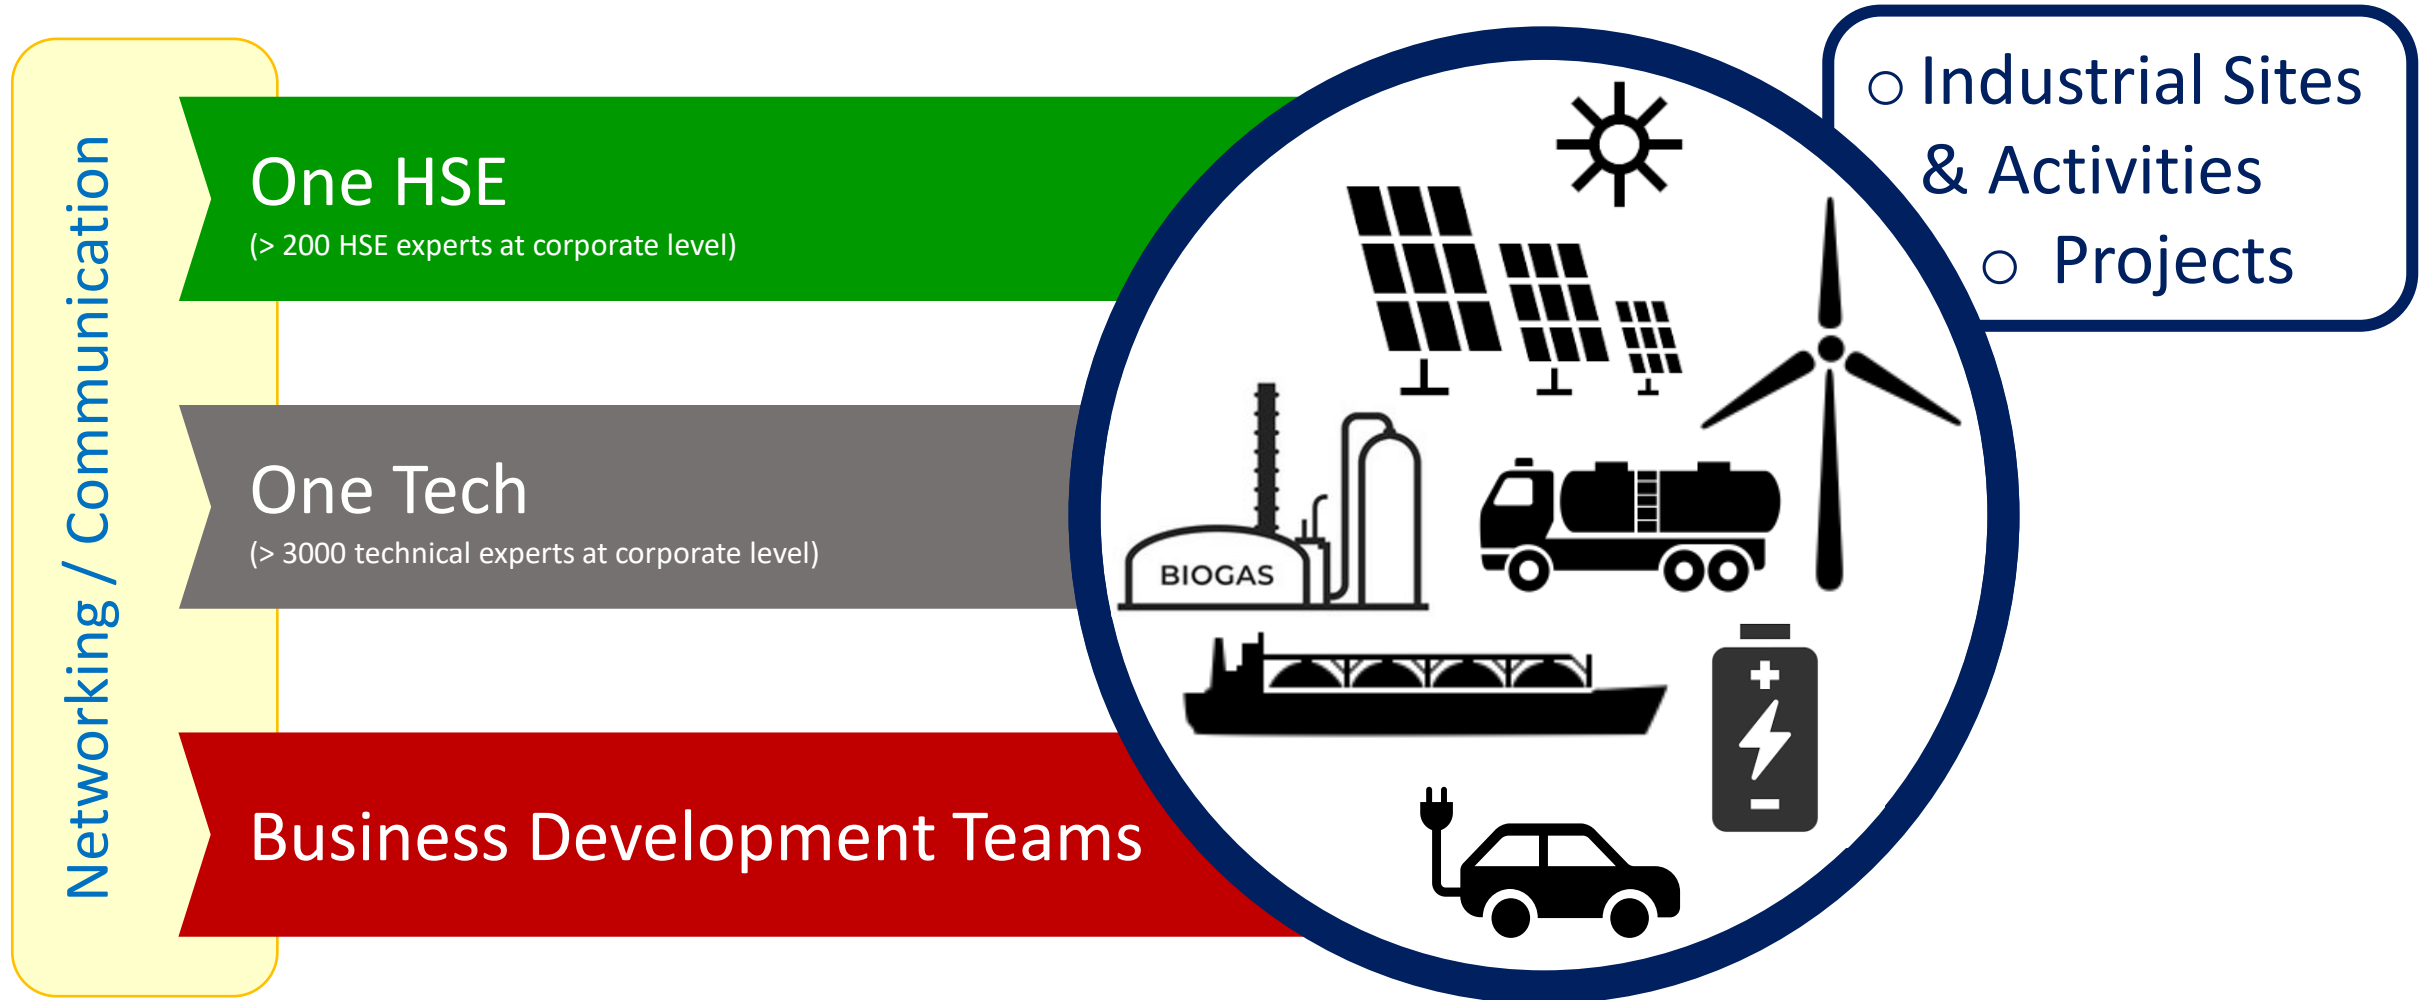 Networking / Communication
One HSE
(> 200 HSE experts at corporate level)
One Tech
(> 3000 technical experts at corporate level)
Business Development Teams
BIOGAS
o Industrial Sites
& Activities
o Projects